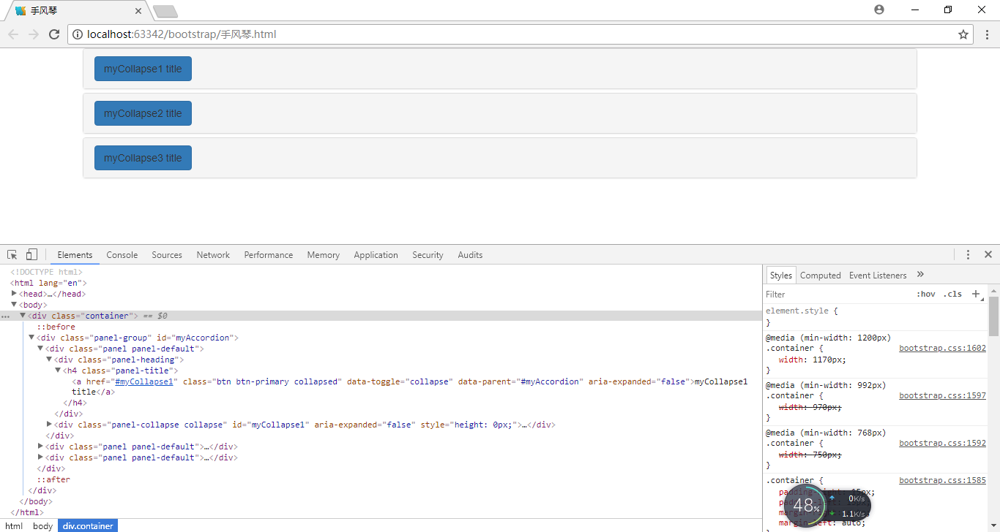 手风琴
localhost:63342/bootstrap/手风琴.html
myCollapse1 title
myCollapse2 title
myCollapse3 title
Elements Console Sources Network Performance Memory Application Security Audits
<!DOCTYPE html>
<html lang="en">
<head>…</head>
<body>
… <div class="container"> == $0
::before
<div class="panel-group" id="myAccordion">
<div class="panel panel-default">
<div class="panel-heading">
<h4 class="panel-title">
<a href="#myCollapse1" class="btn btn-primary collapsed" data-toggle="collapse" data-parent="#myAccordion" aria-expanded="false">myCollapse1
title</a>
</h4>
</div>
<div class="panel-collapse collapse" id="myCollapse1" aria-expanded="false" style="height: 0px;">…</div>
</div>
<div class="panel panel-default">…</div>
<div class="panel panel-default">…</div>
</div>
::after
</div>
</body>
</html>
html body div.container
Styles Computed Event Listeners »
Filter :hov .cls +
element.style {
}
@media (min-width: 1200px)
.container { bootstrap.css:1602
width: 1170px;
}
@media (min-width: 992px)
.container { bootstrap.css:1597
width: 970px;
}
@media (min-width: 768px)
.container { bootstrap.css:1592
width: 750px;
}
.container { bootstrap.css:1585
padding-right: 15px;
margin-left: auto;
48%
0K/s
1.1K/s